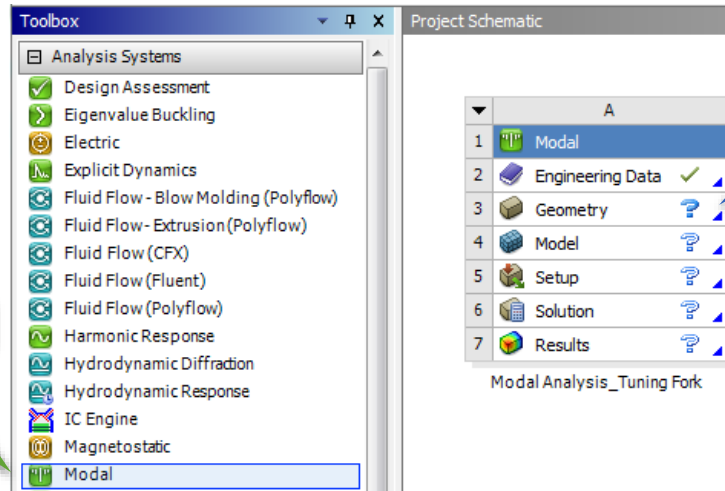 Toolbox
Analysis Systems
Design Assessment
Eigenvalue Buckling
Electric
Explicit Dynamics
Fluid Flow - Blow Molding (Polyflow)
Fluid Flow- Extrusion (Polyflow)
Fluid Flow (CFX)
Fluid Flow (Fluent)
Fluid Flow (Polyflow)
Harmonic Response
Hydrodynamic Diffraction
Hydrodynamic Response
IC Engine
Magnetostatic
Modal
Project Schematic
A
1 Modal
2 Engineering Data
3 Geometry ?
4 Model ?
5 Setup ?
6 Solution ?
7 Results ?
Modal Analysis_Tuning Fork